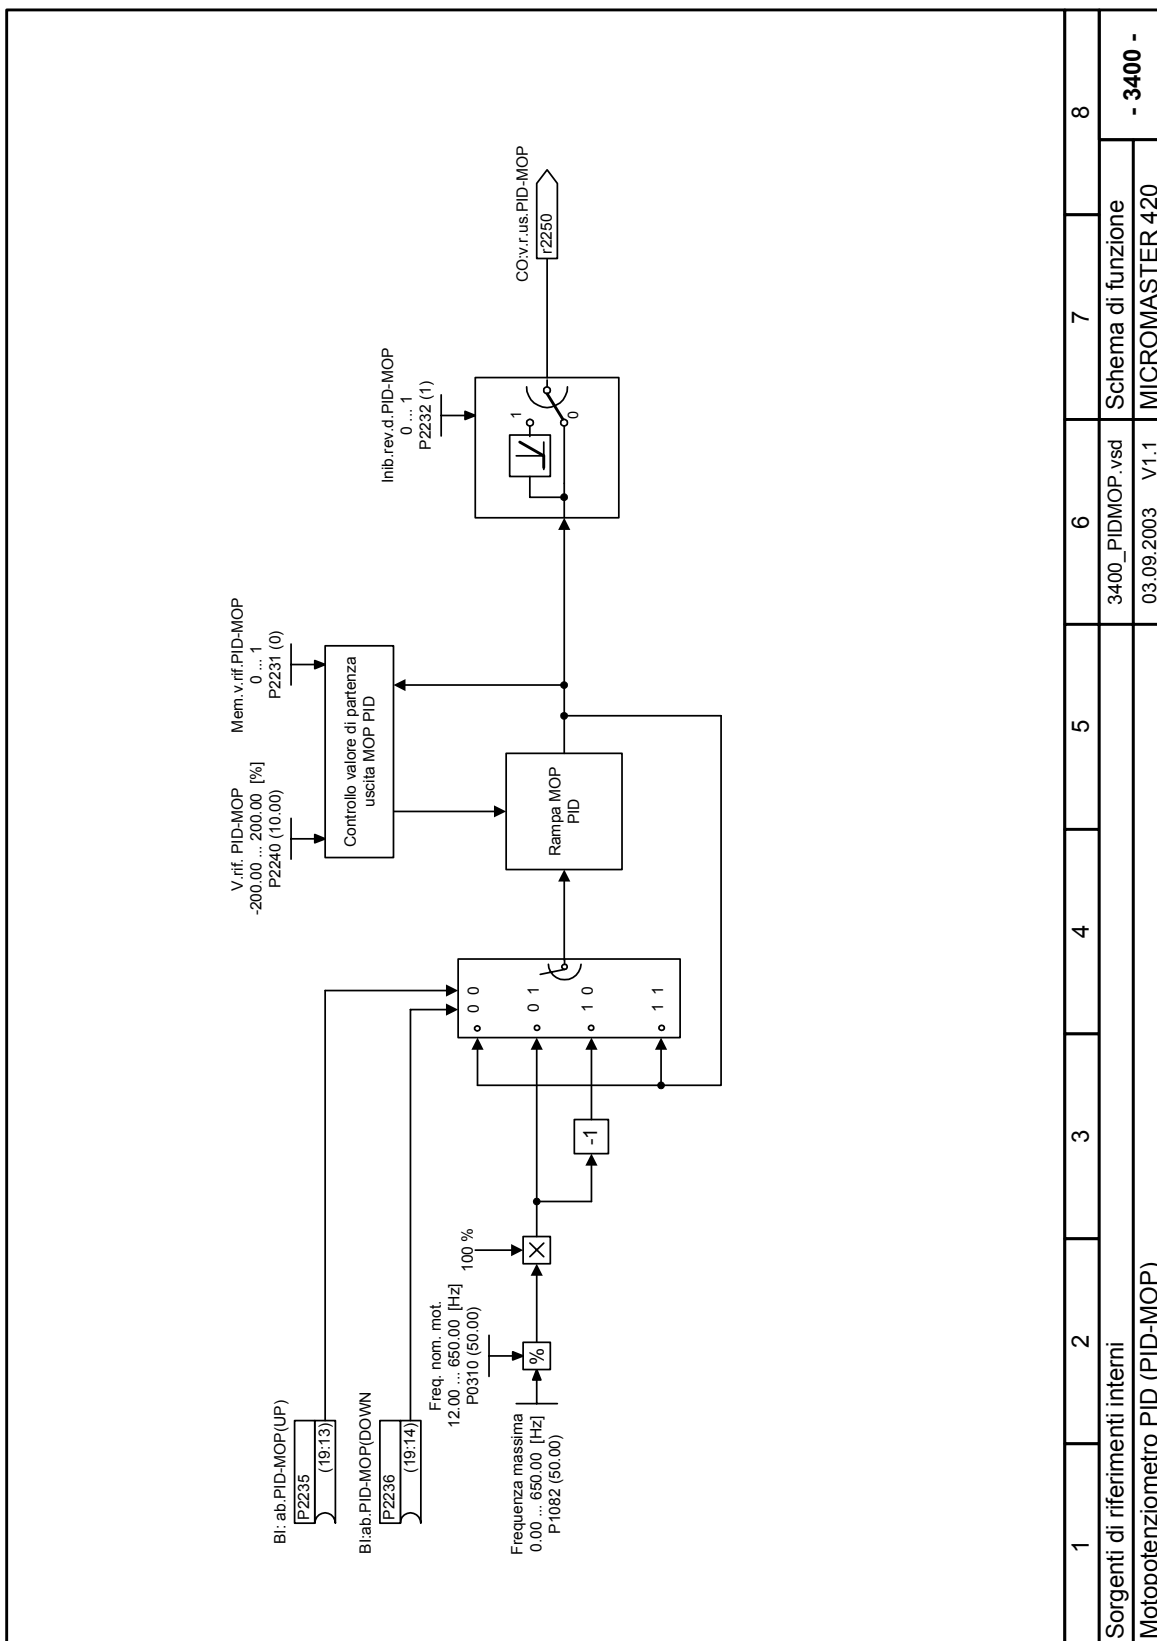 BI: ab.PID-MOP(UP)
P2235
(19:13)
BI:ab.PID-MOP(DOWN
P2236
(19:14)
Frequenza massima
0.00 ... 650.00 [Hz]
P1082 (50.00)
Freq. nom. mot.
12.00 ... 650.00 [Hz]
P0310 (50.00)
%
100 %
-1
0 0
0 1
1 0
1 1
V.rif. PID-MOP
-200.00 ... 200.00 [%]
P2240 (10.00)
Mem.v.rif.PID-MOP
0 ... 1
P2231 (0)
Controllo valore di partenza
uscita MOP PID
Rampa MOP
PID
Inib.rev.d.PID-MOP
0 ... 1
P2232 (1)
1
0
CO:v.r.us.PID-MOP
r2250
1 2 3 4 5 6 7 8
Sorgenti di riferimenti interni
Motopotenziometro PID (PID-MOP)
3400_PIDMOP.vsd
03.09.2003 V1.1
Schema di funzione
MICROMASTER 420
- 3400 -